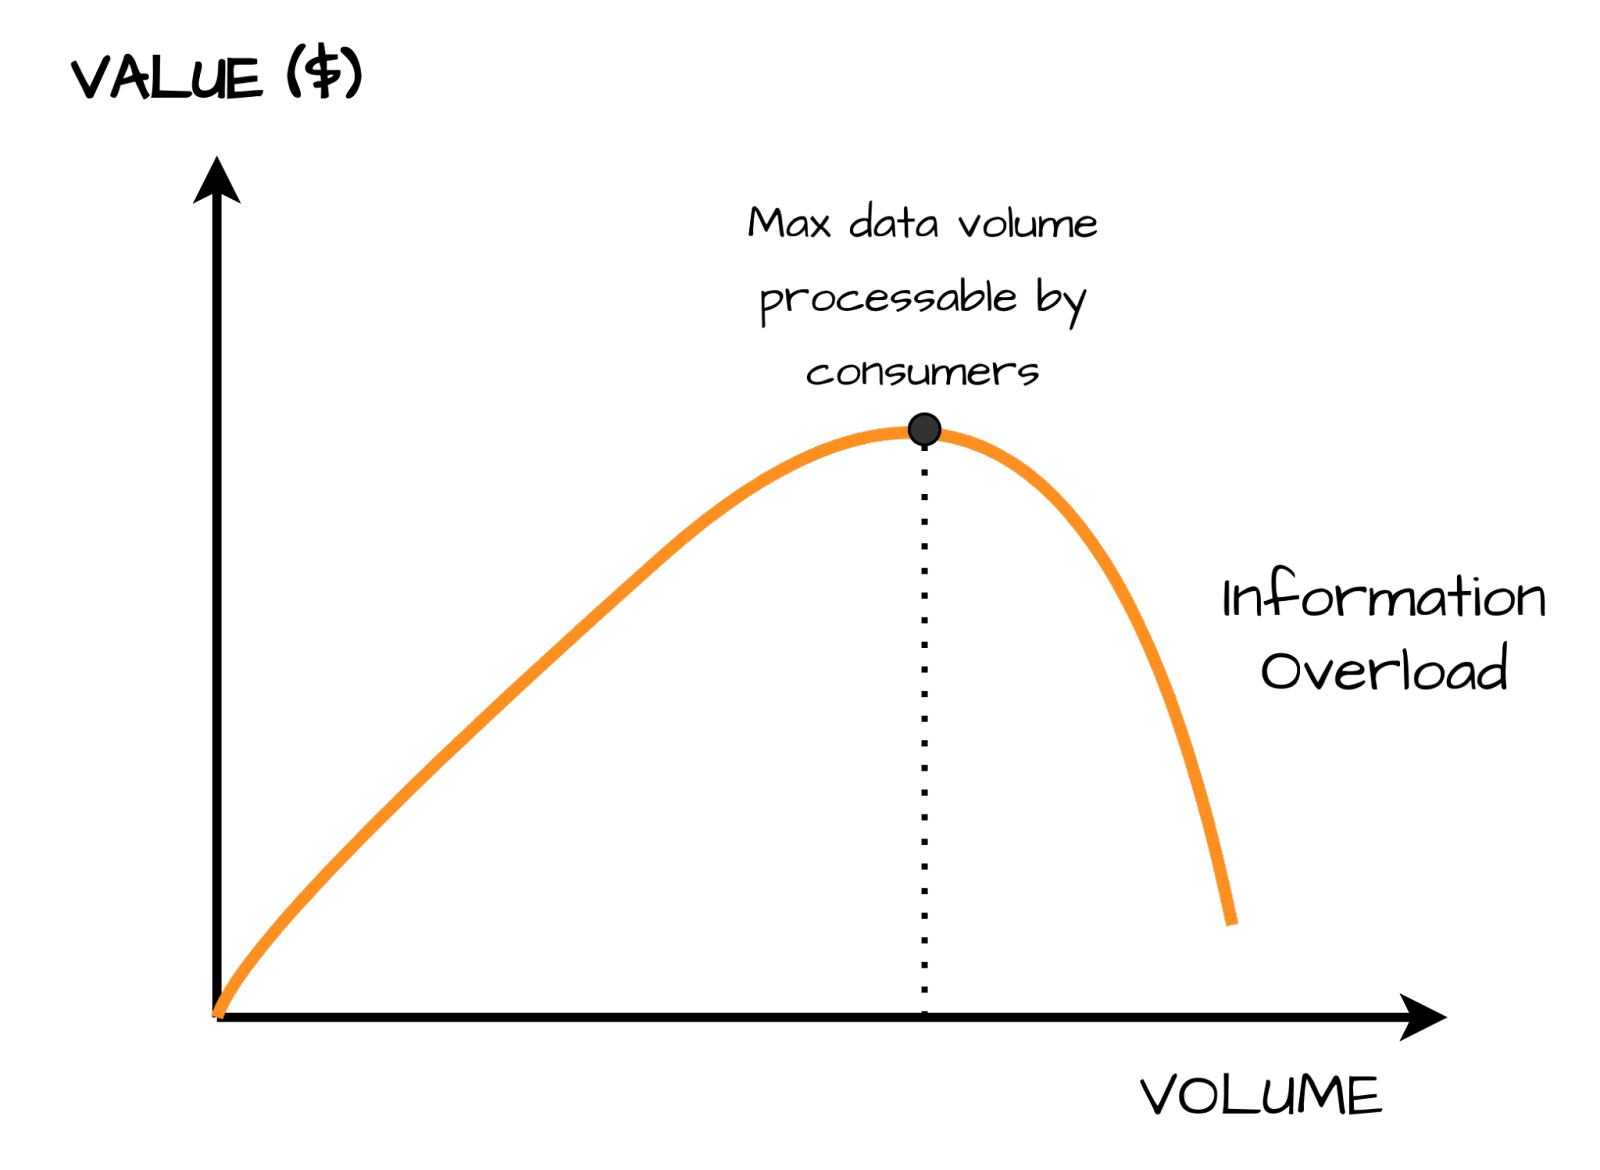 VALUE ($)
Max data volume
processable by
consumers
Information
Overload
VOLUME